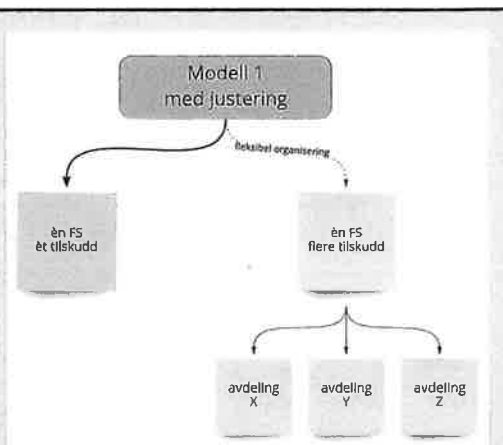 Modell 1
med justering
fleksibel organisering
èn FS
èt tilskudd
èn FS
flere tilskudd
avdeling
X
avdeling
Y
avdeling
Z